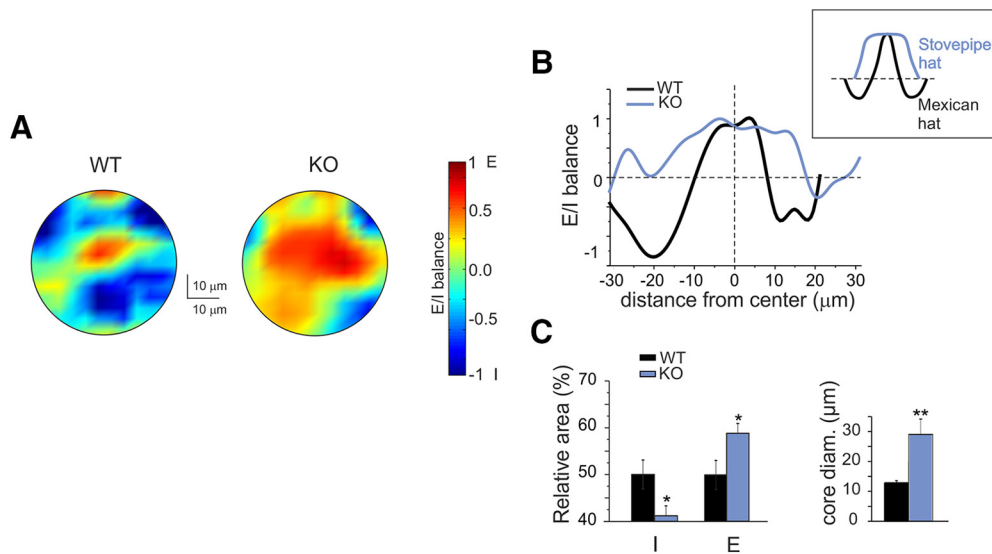 A
WT
KO
10 µm
10 µm
1 E
0.5
0.0
-0.5
-1 I
E/I balance
B
WT
KO
Stovepipe
hat
Mexican
hat
E/I balance
1
0
-1
-30 -20 -10 0 10 20 30
distance from center (µm)
C
WT
KO
Relative area (%)
70
60
50
40
*
*
I E
core diam. (µm)
30
20
10
0
**